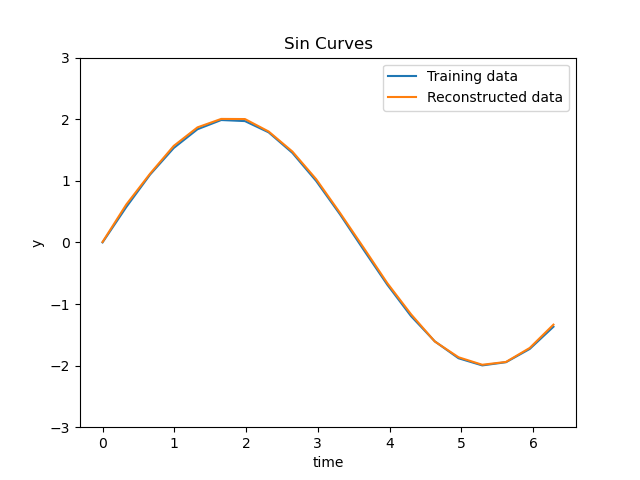 Sin Curves
Training data
Reconstructed data
3
2
1
0
−1
−2
−3
y
0 1 2 3 4 5 6
time